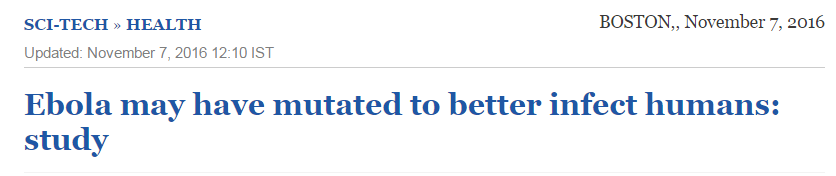 SCI-TECH » HEALTH
BOSTON,, November 7, 2016
Updated: November 7, 2016 12:10 IST
Ebola may have mutated to better infect humans:
study